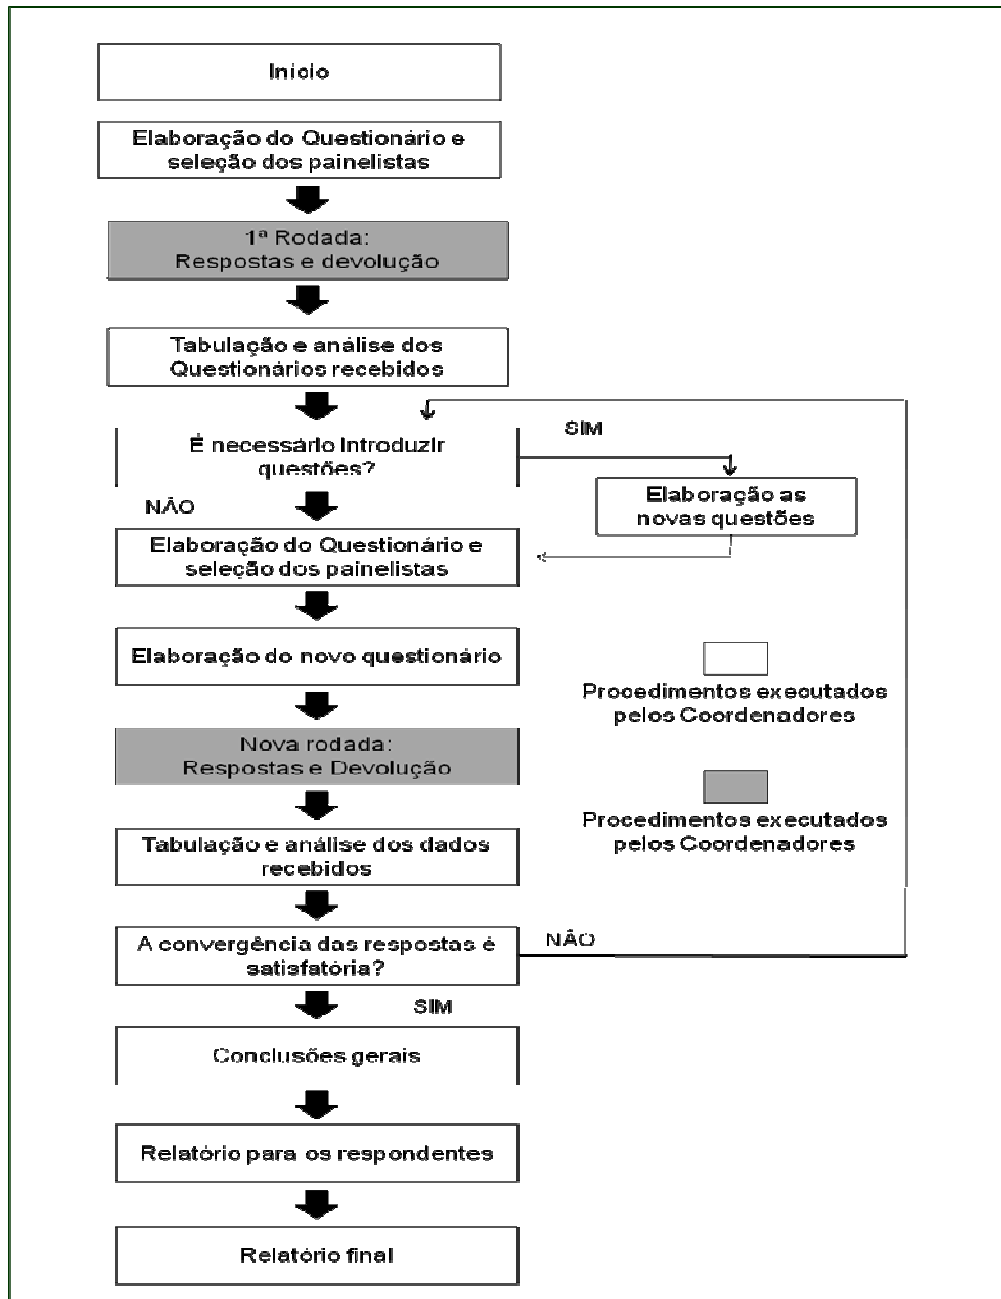 Início
Elaboração do Questionário e
seleção dos painelistas
1ª Rodada:
Respostas e devolução
Tabulação e análise dos
Questionários recebidos
É necessário Introduzir
questões?
SIM
Elaboração as
novas questões
NÃO
Elaboração do Questionário e
seleção dos painelistas
Elaboração do novo questionário
Procedimentos executados
pelos Coordenadores
Nova rodada:
Respostas e Devolução
Procedimentos executados
pelos Coordenadores
Tabulação e análise dos dados
recebidos
A convergência das respostas é
satisfatória?
NÃO
SIM
Conclusões gerais
Relatório para os respondentes
Relatório final